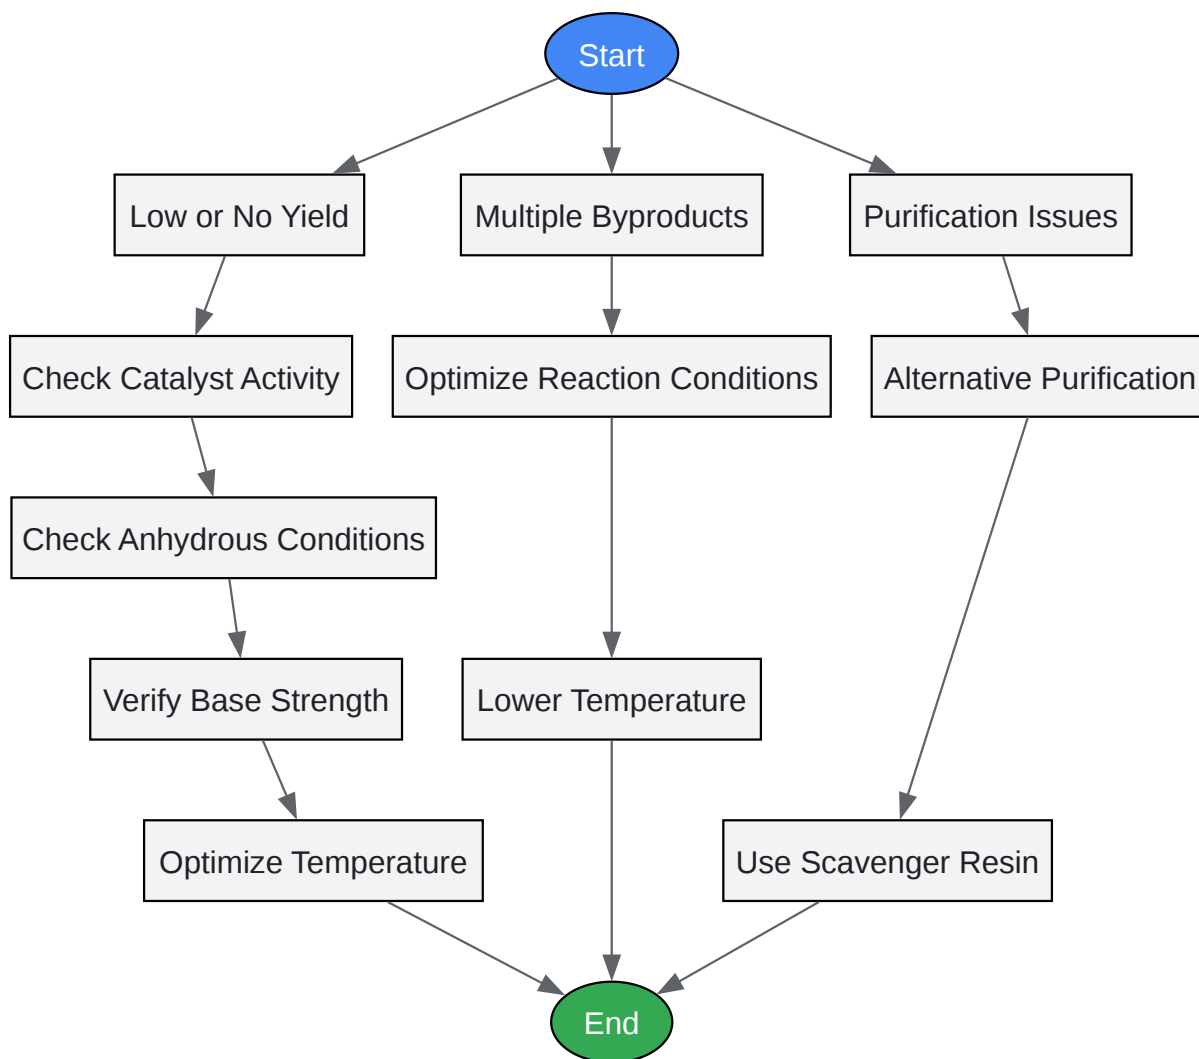 Start
Low or No Yield
Multiple Byproducts
Purification Issues
Check Catalyst Activity
Optimize Reaction Conditions
Alternative Purification
Check Anhydrous Conditions
Verify Base Strength
Lower Temperature
Optimize Temperature
Use Scavenger Resin
End